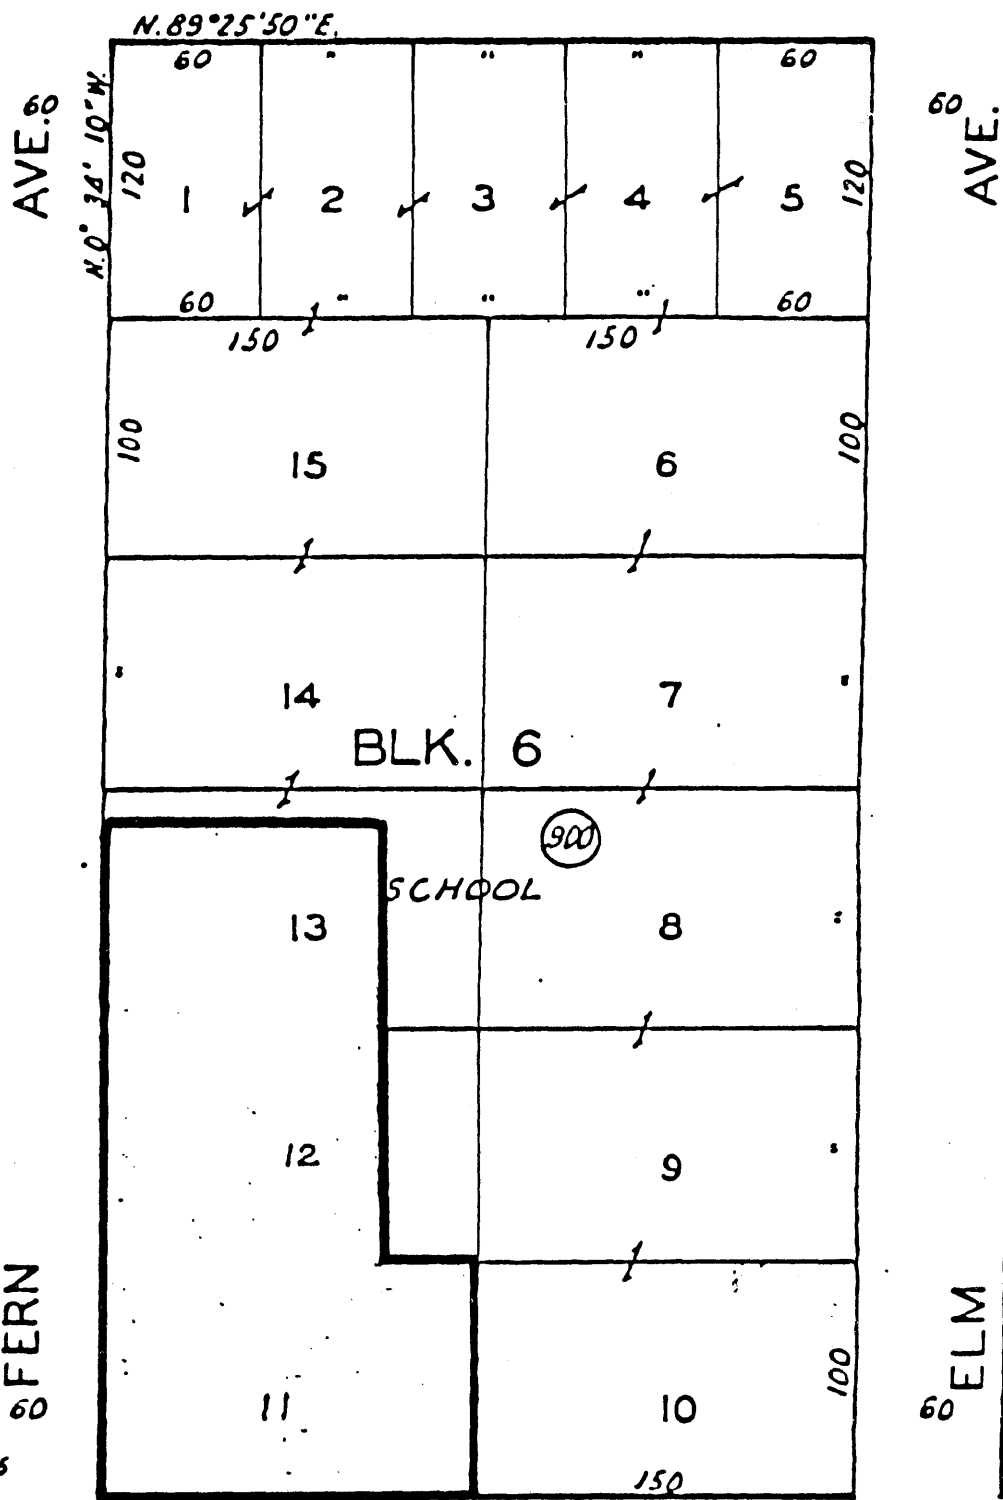 N.89°25'50"E.
60 " " " 60
AVE. 60
N.0° 34' 10" W.
120
1 2 3 4 5
120
60 AVE.
60 " " " 60
150 150
100
15 6
100
" 14 7 "
BLK. 6
900
SCHOOL
13 8 "
12 9 "
FERN
60
11 10
100
150
ELM
60